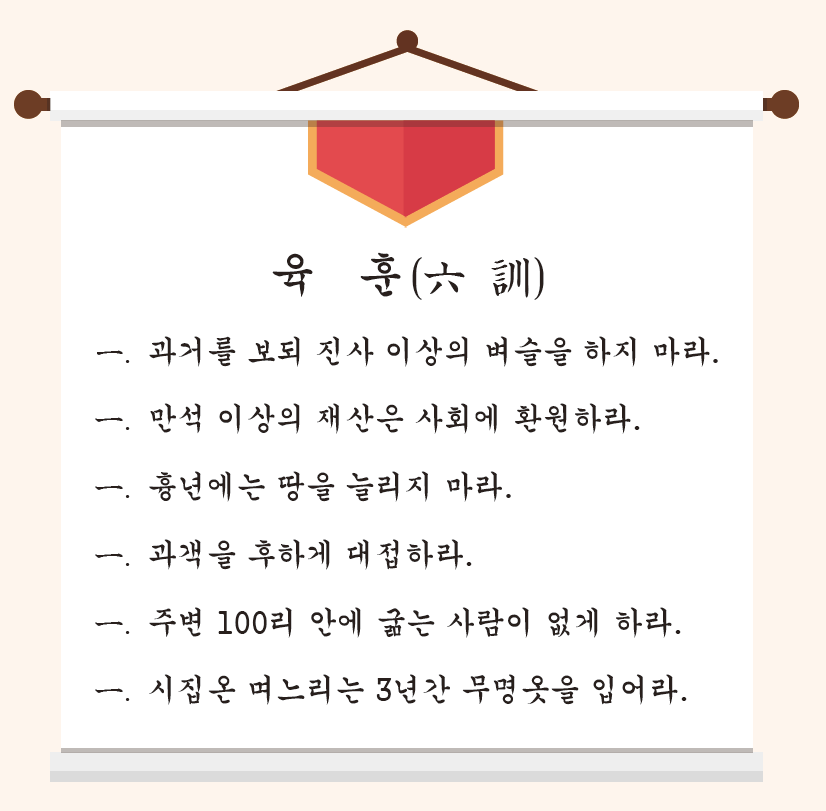 육 훈(六 訓)
一. 과거를 보되 진사 이상의 벼슬을 하지 마라.
一. 만석 이상의 재산은 사회에 환원하라.
一. 흉년에는 땅을 늘리지 마라.
一. 과객을 후하게 대접하라.
一. 주변 100리 안에 굶는 사람이 없게 하라.
一. 시집온 며느리는 3년간 무명옷을 입어라.